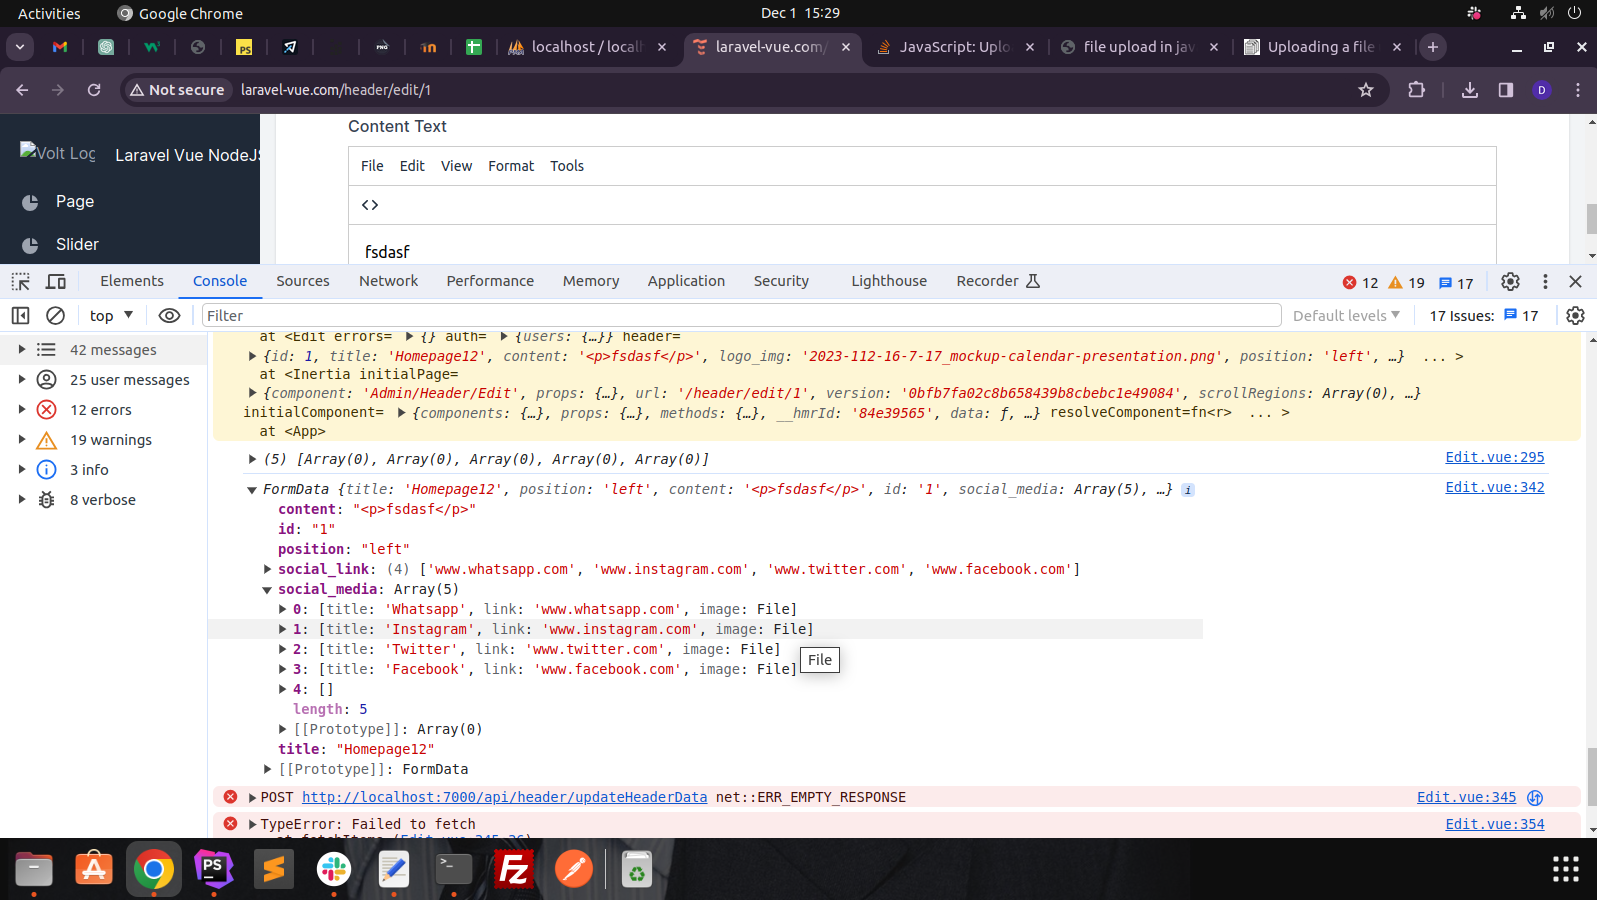 Activities
Google Chrome
Dec 1 15:29
localhost / local
laravel-vue.com/
JavaScript: Uplo
file upload in jav
Uploading a file
Not secure
laravel-vue.com/header/edit/1
D
Volt Log
Laravel Vue NodeJS
Page
Slider
Content Text
File Edit View Format Tools
<>
fsdasf
Elements Console Sources Network Performance Memory Application Security Lighthouse Recorder
12 19 17
top
Filter
Default levels
17 Issues: 17
42 messages
25 user messages
12 errors
19 warnings
3 info
8 verbose
at <Edit errors= {} auth= {users: {…}} header=
{id: 1, title: 'Homepage12', content: '<p>fsdasf</p>', logo_img: '2023-112-16-7-17_mockup-calendar-presentation.png', position: 'left', …} ... >
at <Inertia initialPage=
{component: 'Admin/Header/Edit', props: {…}, url: '/header/edit/1', version: '0bfb7fa02c8b658439b8cbebc1e49084', scrollRegions: Array(0), …}
initialComponent= {components: {…}, props: {…}, methods: {…}, __hmrId: '84e39565', data: ƒ, …} resolveComponent=fn<r> ... >
at <App>
(5) [Array(0), Array(0), Array(0), Array(0), Array(0)]
Edit.vue:295
FormData {title: 'Homepage12', position: 'left', content: '<p>fsdasf</p>', id: '1', social_media: Array(5), …}
Edit.vue:342
content: "<p>fsdasf</p>"
id: "1"
position: "left"
social_link: (4) ['www.whatsapp.com', 'www.instagram.com', 'www.twitter.com', 'www.facebook.com']
social_media: Array(5)
0: [title: 'Whatsapp', link: 'www.whatsapp.com', image: File]
1: [title: 'Instagram', link: 'www.instagram.com', image: File]
2: [title: 'Twitter', link: 'www.twitter.com', image: File]
File
3: [title: 'Facebook', link: 'www.facebook.com', image: File]
4: []
length: 5
[[Prototype]]: Array(0)
title: "Homepage12"
[[Prototype]]: FormData
POST http://localhost:7000/api/header/updateHeaderData net::ERR_EMPTY_RESPONSE
Edit.vue:345
TypeError: Failed to fetch
Edit.vue:354
PS
S
>_
Fz